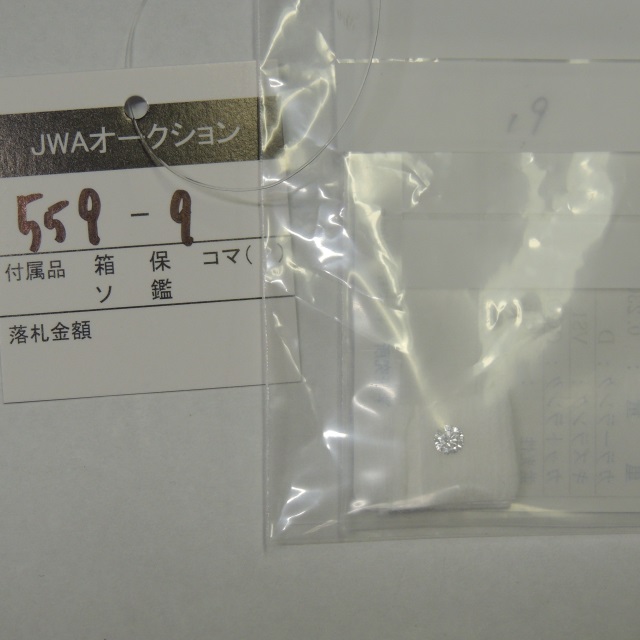 JWAオークション
559-9
付属品 箱 保 コマ( )
ソ 鑑
落札金額
19